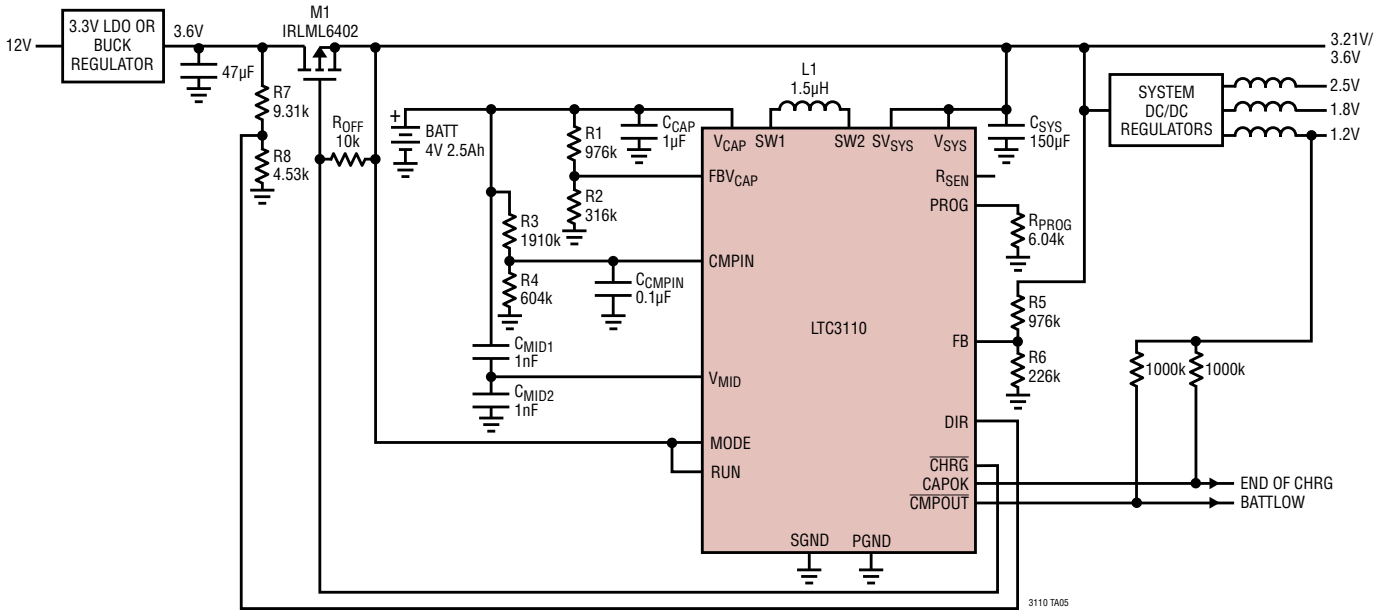 12V
3.3V LDO OR
BUCK
REGULATOR
3.6V
47µF
M1
IRLML6402
R7
9.31k
R8
4.53k
ROFF
10k
+
BATT
4V 2.5Ah
R1
976k
R2
316k
CCAP
1µF
R3
1910k
R4
604k
CCMPIN
0.1µF
CMID1
1nF
CMID2
1nF
L1
1.5µH
VCAP
SW1
SW2
SVSYS
VSYS
FBVCAP
CMPIN
VMID
MODE
RUN
LTC3110
RSEN
PROG
FB
DIR
CHRG
CAPOK
CMPOUT
SGND
PGND
CSYS
150µF
RPROG
6.04k
R5
976k
R6
226k
3.21V/
3.6V
SYSTEM
DC/DC
REGULATORS
2.5V
1.8V
1.2V
1000k
1000k
END OF CHRG
BATTLOW
3110 TA05